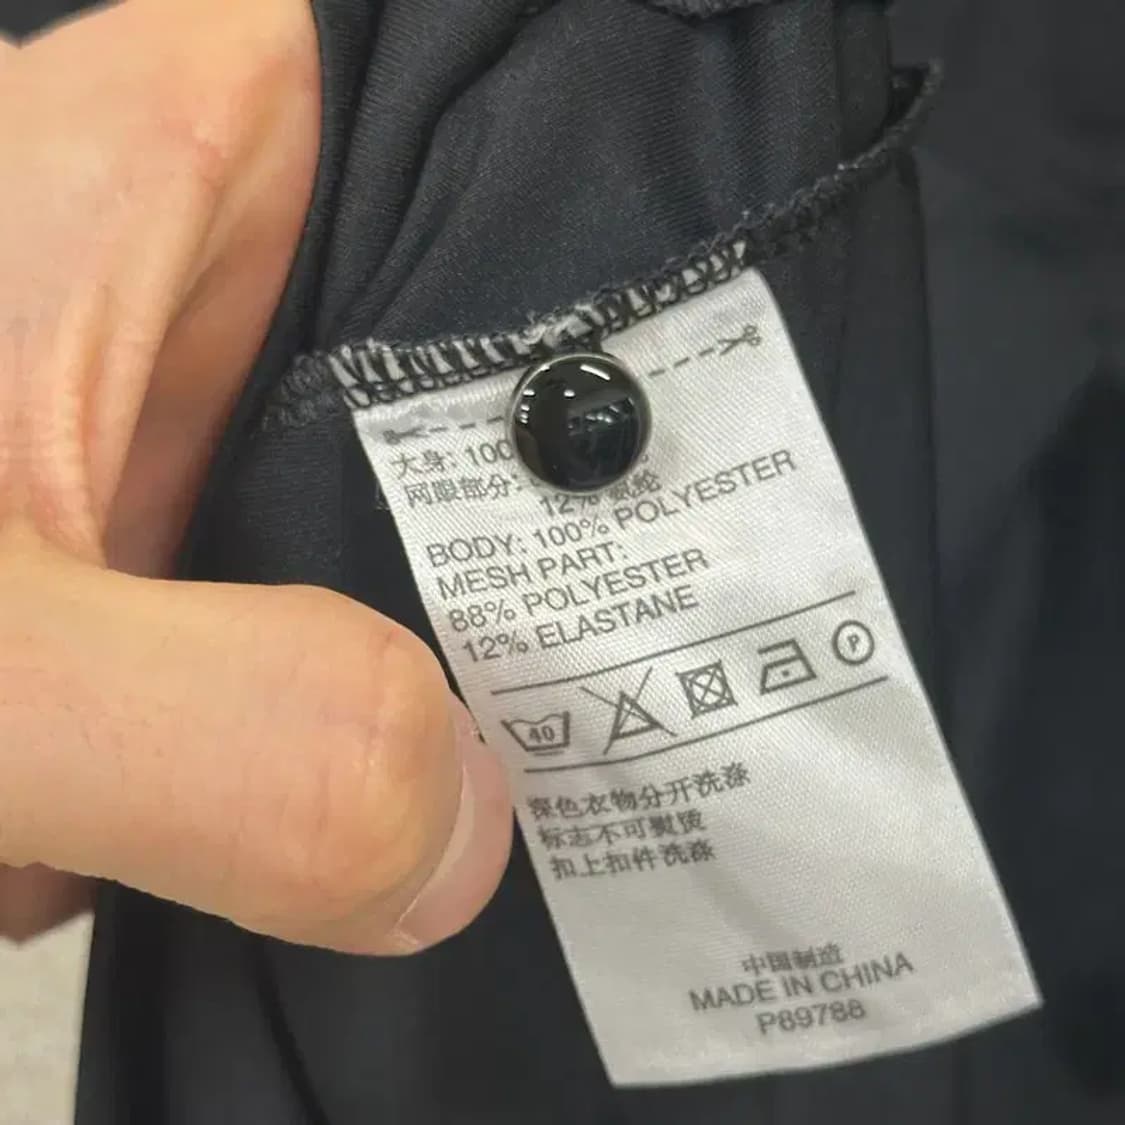 大身: 100
网眼部分:
12% 氨纶
BODY: 100% POLYESTER
MESH PART:
88% POLYESTER
12% ELASTANE
40
P
深色衣物分开洗涤
标志不可熨烫
扣上扣件洗涤
中国制造
MADE IN CHINA
P89788